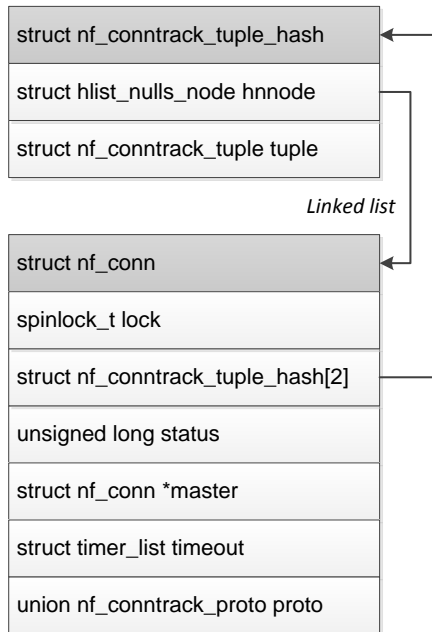 struct nf_conntrack_tuple_hash
struct hlist_nulls_node hnnode
struct nf_conntrack_tuple tuple
Linked list
struct nf_conn
spinlock_t lock
struct nf_conntrack_tuple_hash[2]
unsigned long status
struct nf_conn *master
struct timer_list timeout
union nf_conntrack_proto proto